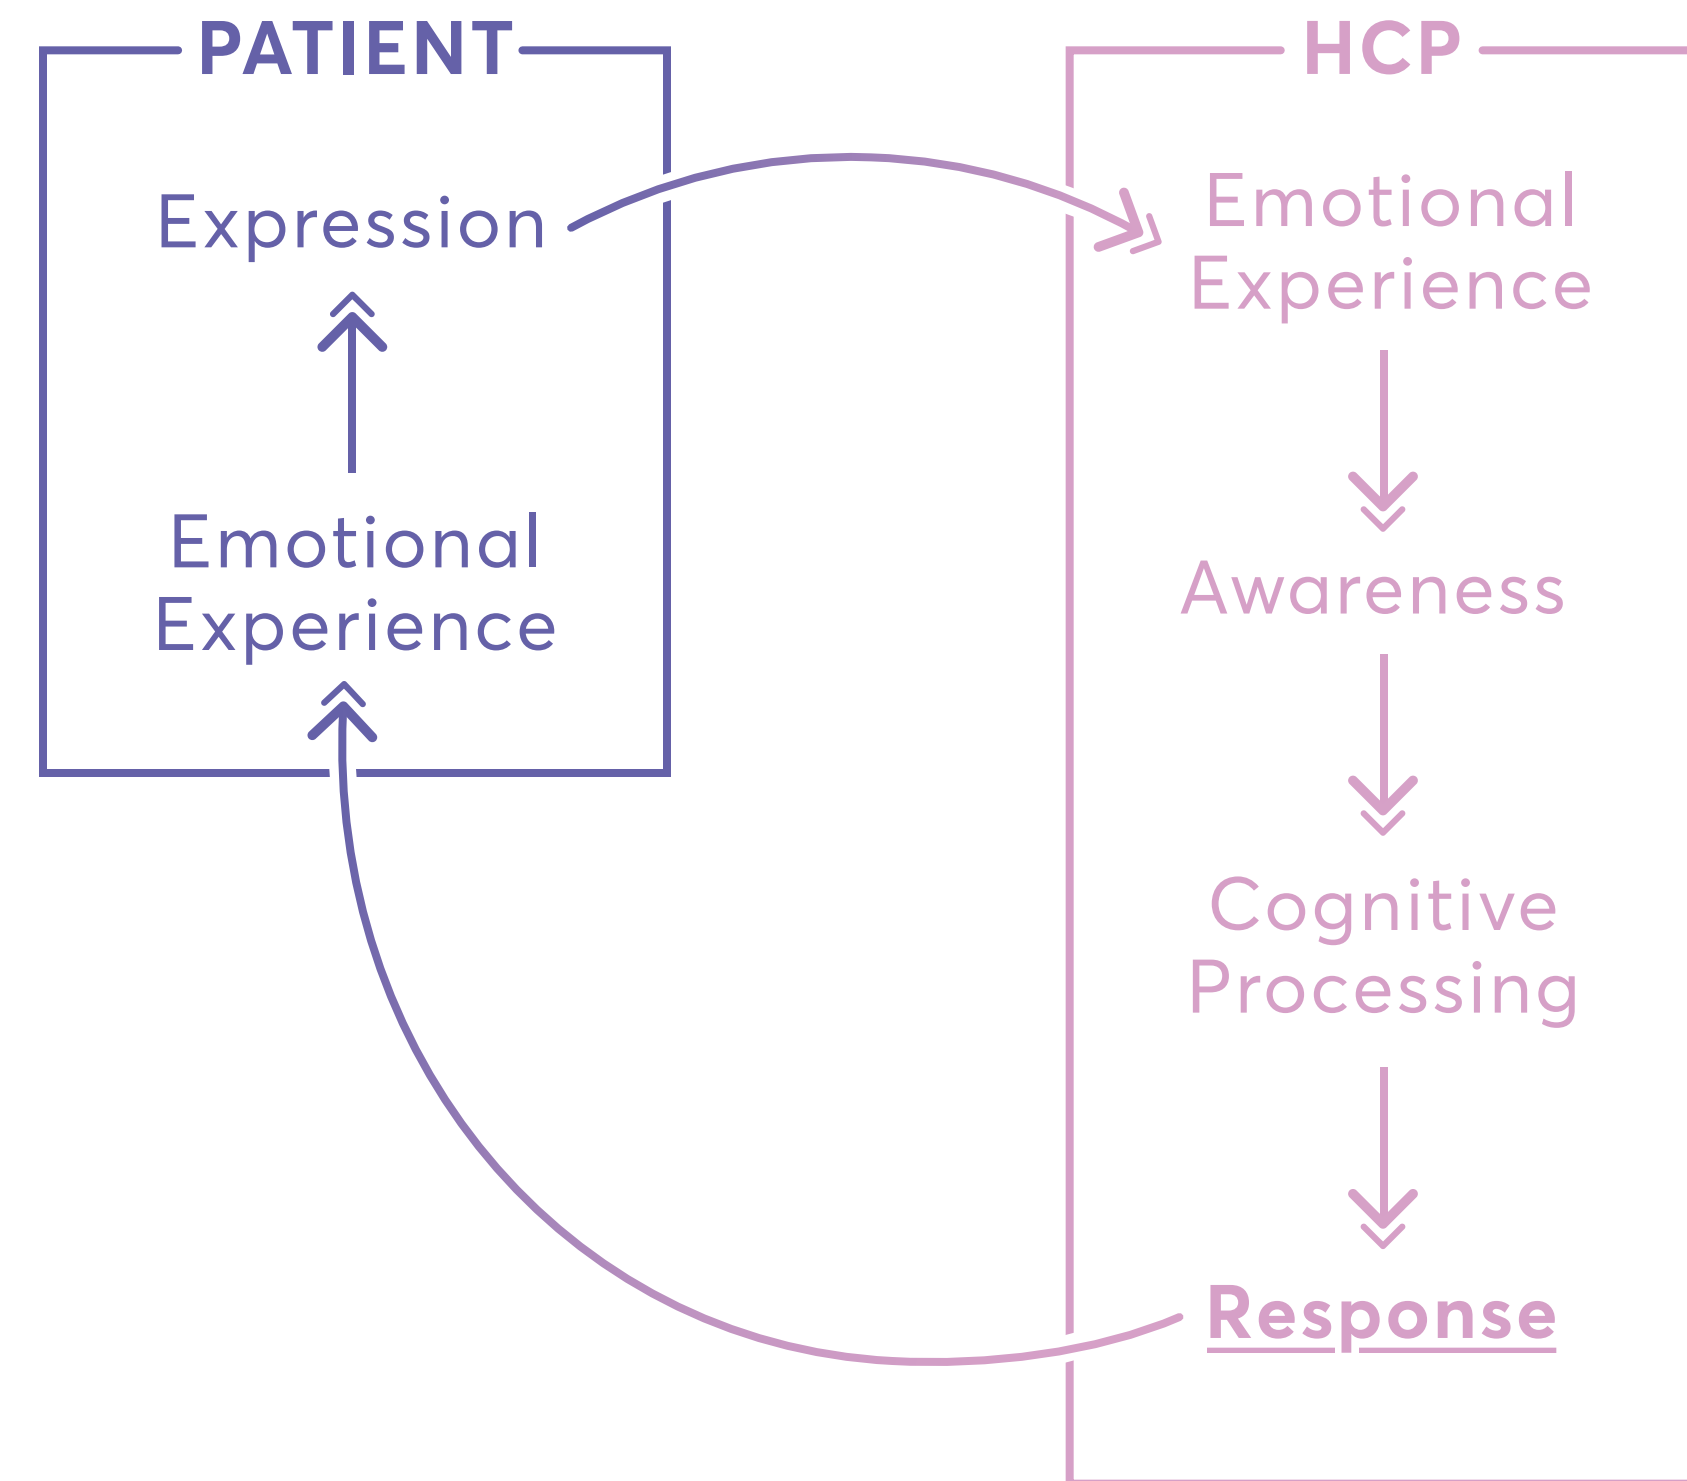 PATIENT
Expression
Emotional
Experience
HCP
Emotional
Experience
Awareness
Cognitive
Processing
Response